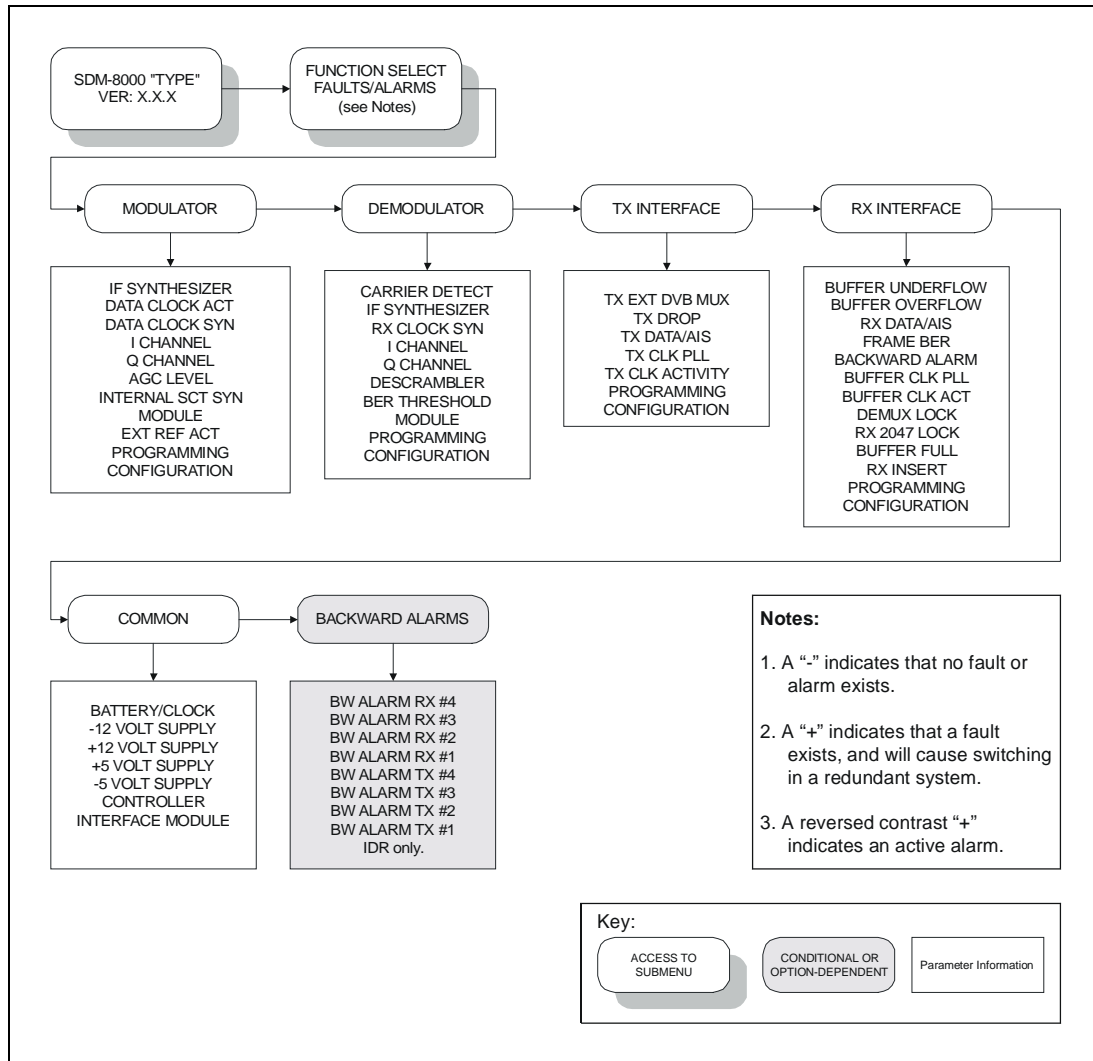 SDM-8000 "TYPE"
VER: X.X.X
FUNCTION SELECT
FAULTS/ALARMS
(see Notes)
MODULATOR
DEMODULATOR
TX INTERFACE
RX INTERFACE
IF SYNTHESIZER
DATA CLOCK ACT
DATA CLOCK SYN
I CHANNEL
Q CHANNEL
AGC LEVEL
INTERNAL SCT SYN
MODULE
EXT REF ACT
PROGRAMMING
CONFIGURATION
CARRIER DETECT
IF SYNTHESIZER
RX CLOCK SYN
I CHANNEL
Q CHANNEL
DESCRAMBLER
BER THRESHOLD
MODULE
PROGRAMMING
CONFIGURATION
TX EXT DVB MUX
TX DROP
TX DATA/AIS
TX CLK PLL
TX CLK ACTIVITY
PROGRAMMING
CONFIGURATION
BUFFER UNDERFLOW
BUFFER OVERFLOW
RX DATA/AIS
FRAME BER
BACKWARD ALARM
BUFFER CLK PLL
BUFFER CLK ACT
DEMUX LOCK
RX 2047 LOCK
BUFFER FULL
RX INSERT
PROGRAMMING
CONFIGURATION
COMMON
BACKWARD ALARMS
BATTERY/CLOCK
-12 VOLT SUPPLY
+12 VOLT SUPPLY
+5 VOLT SUPPLY
-5 VOLT SUPPLY
CONTROLLER
INTERFACE MODULE
BW ALARM RX #4
BW ALARM RX #3
BW ALARM RX #2
BW ALARM RX #1
BW ALARM TX #4
BW ALARM TX #3
BW ALARM TX #2
BW ALARM TX #1
IDR only.
Notes:
1. A “-” indicates that no fault or
alarm exists.
2. A “+” indicates that a fault
exists, and will cause switching
in a redundant system.
3. A reversed contrast “+”
indicates an active alarm.
Key:
ACCESS TO
SUBMENU
CONDITIONAL OR
OPTION-DEPENDENT
Parameter Information